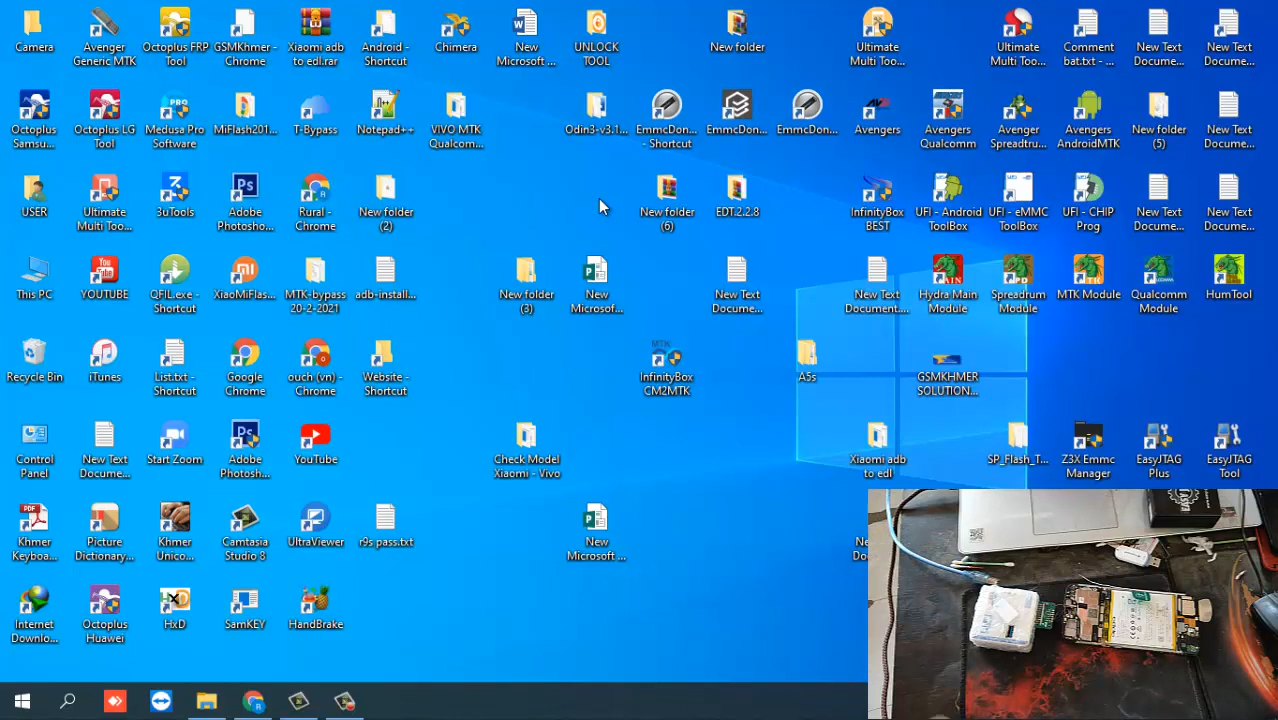 Camera
Avenger
Generic MTK
Octoplus FRP
Tool
GSMKhmer -
Chrome
Xiaomi adb
to edl.rar
Android -
Shortcut
Chimera
New
Microsoft ...
UNLOCK
TOOL
New folder
Ultimate
Multi Too...
Ultimate
Multi Too...
Comment
bat.txt - ...
New Text
Docume...
New Text
Docume...
Octoplus
Samsu...
Octoplus LG
Tool
Medusa Pro
Software
MiFlash201...
T-Bypass
Notepad++
VIVO MTK
Qualcom...
Odin3-v3.1...
EmmcDon...
- Shortcut
EmmcDon...
EmmcDon...
Avengers
Avengers
Qualcomm
Avenger
Spreadtru...
Avengers
AndroidMTK
New folder
(5)
New Text
Docume...
USER
Ultimate
Multi Too...
3uTools
Adobe
Photosho...
Rural -
Chrome
New folder
(2)
New folder
(6)
EDT.2.2.8
InfinityBox
BEST
UFI - Android
ToolBox
UFI - eMMC
ToolBox
UFI - CHIP
Prog
New Text
Docume...
New Text
Docume...
This PC
YOUTUBE
QFIL.exe -
Shortcut
XiaoMiFlas...
MTK-bypass
20-2-2021
adb-install...
New folder
(3)
New
Microsof...
New Text
Docume...
New Text
Document....
Hydra Main
Module
Spreadrum
Module
MTK Module
Qualcomm
Module
HumTool
Recycle Bin
iTunes
List.txt -
Shortcut
Google
Chrome
ouch (vn) -
Chrome
Website -
Shortcut
MTK
InfinityBox
CM2MTK
A5s
GSMKHMER
SOLUTION...
Control
Panel
New Text
Docume...
Start Zoom
Adobe
Photosh...
YouTube
Check Model
Xiaomi - Vivo
Xiaomi adb
to edl
SP_Flash_T...
Z3X Emmc
Manager
EasyJTAG
Plus
EasyJTAG
Tool
Khmer
Keyboa...
Picture
Dictionary...
Khmer
Unico...
Camtasia
Studio 8
UltraViewer
r9s pass.txt
New
Microsoft ...
Internet
Downlo...
Octoplus
Huawei
HxD
SamKEY
HandBrake